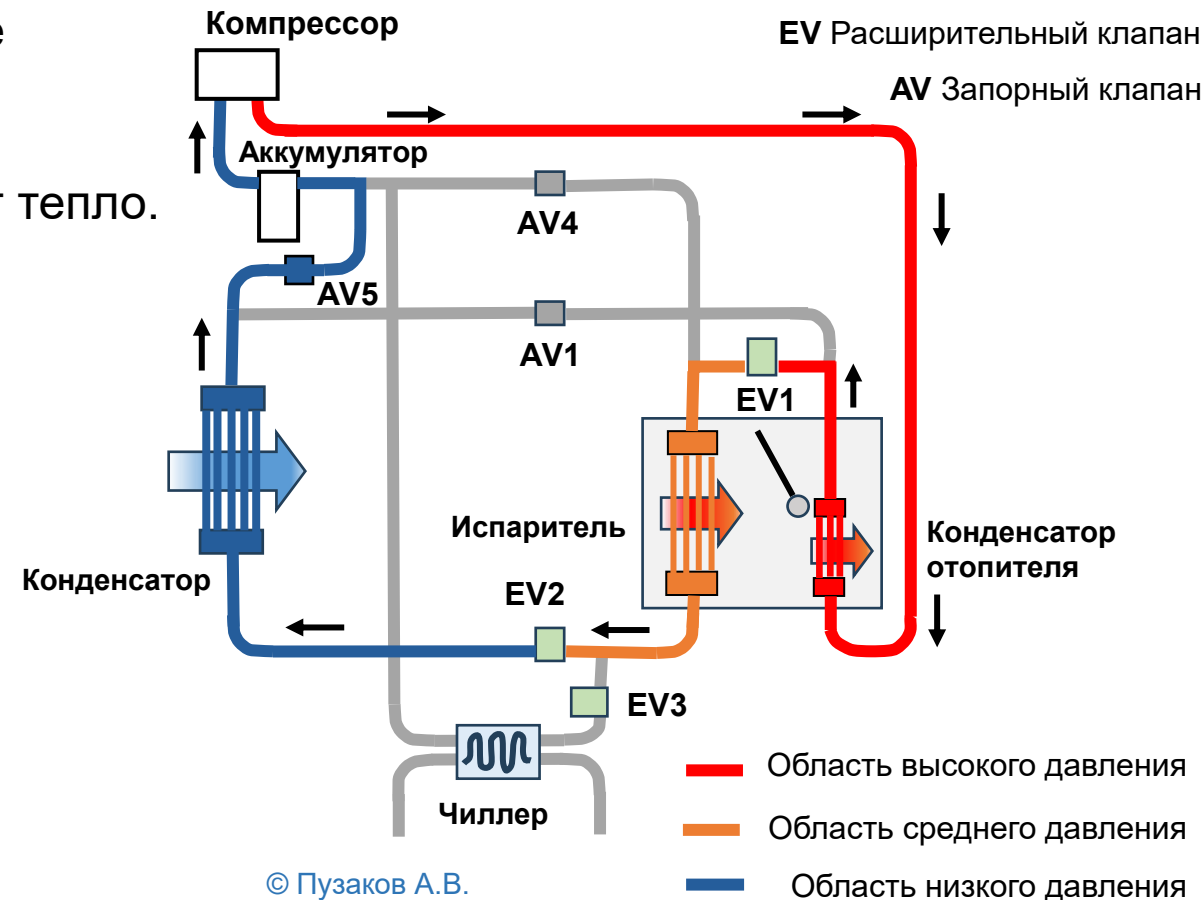 е
Компрессор
EV Расширительный клапан
AV Запорный клапан
Аккумулятор
т тепло.
AV4
AV5
AV1
EV1
Испаритель
Конденсатор
отопителя
Конденсатор
EV2
EV3
Чиллер
Область высокого давления
Область среднего давления
Область низкого давления
© Пузаков А.В.